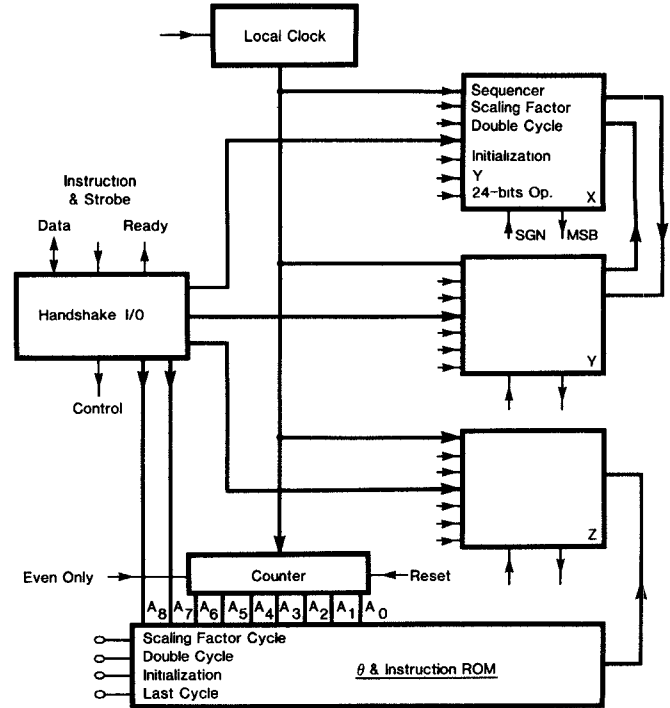 Local Clock
Sequencer
Scaling Factor
Double Cycle
Initialization
Y
24-bits Op.
X
SGN
MSB
Instruction
& Strobe
Data
Ready
Handshake I/0
Control
Y
Z
Even Only
Counter
Reset
A8 A7 A6 A5 A4 A3 A2 A1 A0
Scaling Factor Cycle
Double Cycle
Initialization
Last Cycle
θ & Instruction ROM